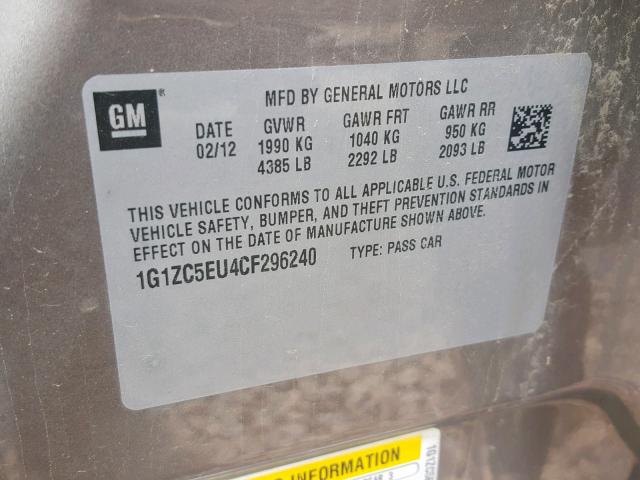 GM ®
MFD BY GENERAL MOTORS LLC
DATE GVWR GAWR FRT GAWR RR
02/12 1990 KG 1040 KG 950 KG
4385 LB 2292 LB 2093 LB
THIS VEHICLE CONFORMS TO ALL APPLICABLE U.S. FEDERAL MOTOR
VEHICLE SAFETY, BUMPER, AND THEFT PREVENTION STANDARDS IN
EFFECT ON THE DATE OF MANUFACTURE SHOWN ABOVE.
1G1ZC5EU4CF296240 TYPE: PASS CAR
INFORMATION